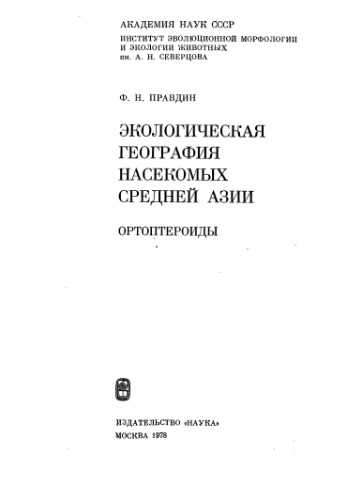 АКАДЕМИЯ НАУК СССР
ИНСТИТУТ ЭВОЛЮЦИОННОЙ МОРФОЛОГИИ
И ЭКОЛОГИИ ЖИВОТНЫХ
им. А. Н. СЕВЕРЦОВА
Ф. Н. ПРАВДИН
ЭКОЛОГИЧЕСКАЯ
ГЕОГРАФИЯ
НАСЕКОМЫХ
СРЕДНЕЙ АЗИИ
ОРТОПТЕРОИДЫ
ИЗДАТЕЛЬСТВО «НАУКА»
МОСКВА 1978